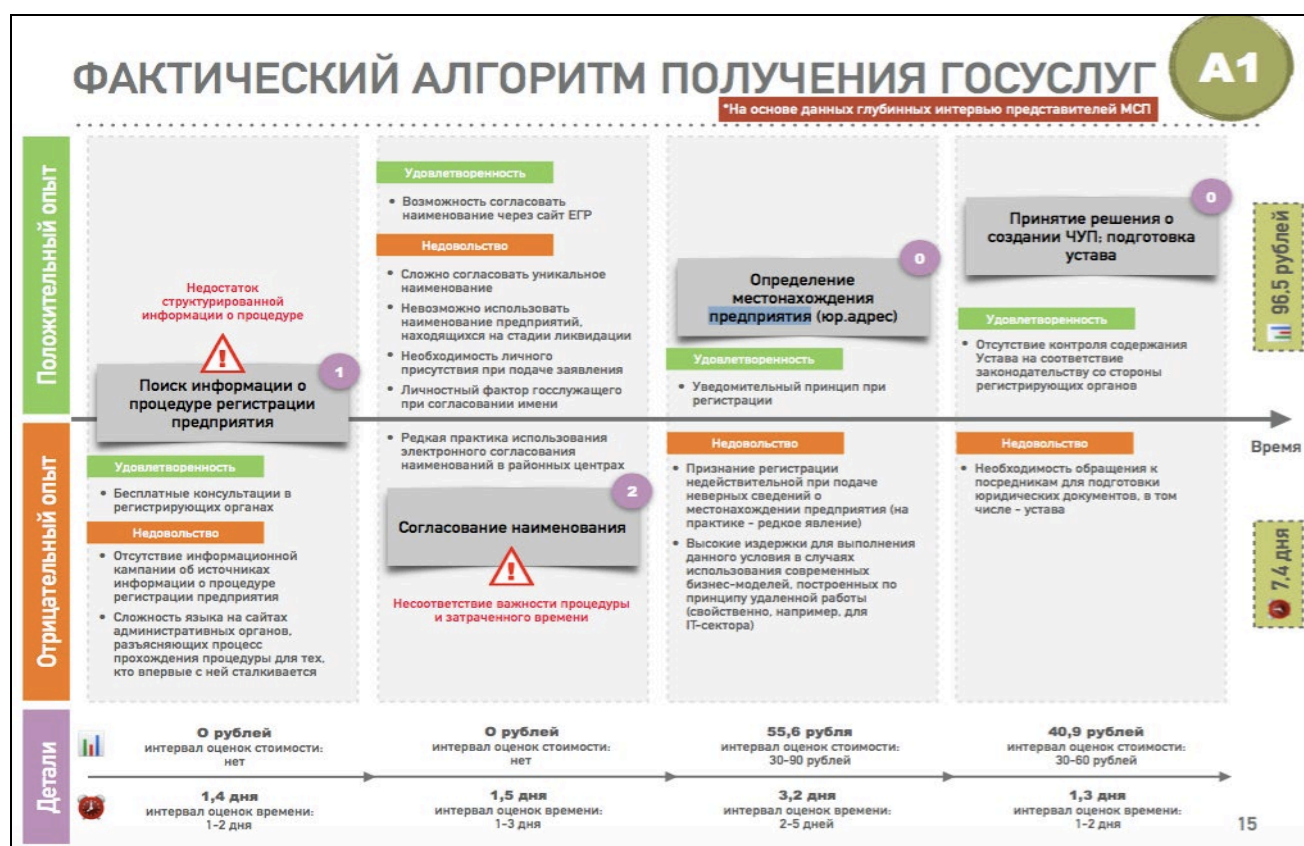 ФАКТИЧЕСКИЙ АЛГОРИТМ ПОЛУЧЕНИЯ ГОСУСЛУГ
A1
*На основе данных глубинных интервью представителей МСП
Положительный опыт
Недостаток
структурированной
информации о процедуре
1
Поиск информации о
процедуре регистрации
предприятия
Удовлетворенность
• Бесплатные консультации в
регистрирующих органах
Недовольство
• Отсутствие информационной
кампании об источниках
информации о процедуре
регистрации предприятия
• Сложность языка на сайтах
административных органов,
разъясняющих процесс
прохождения процедуры для тех,
кто впервые с ней сталкивается
Удовлетворенность
• Возможность согласовать
наименование через сайт ЕГР
Недовольство
• Сложно согласовать уникальное
наименование
• Невозможно использовать
наименование предприятий,
находящихся на стадии ликвидации
• Необходимость личного
присутствия при подаче заявления
• Личностный фактор госслужащего
при согласовании имени
• Редкая практика использования
электронного согласования
наименований в районных центрах
2
Согласование наименования
Несоответствие важности процедуры
и затраченного времени
0
Определение
местонахождения
предприятия (юр.адрес)
Удовлетворенность
• Уведомительный принцип при
регистрации
Недовольство
• Признание регистрации
недействительной при подаче
неверных сведений о
местонахождении предприятия (на
практике - редкое явление)
• Высокие издержки для выполнения
данного условия в случаях
использования современных
бизнес-моделей, построенных по
принципу удаленной работы
(свойственно, например, для
IT-сектора)
0
Принятие решения о
создании ЧУП; подготовка
устава
Удовлетворенность
• Отсутствие контроля содержания
Устава на соответствие
законодательству со стороны
регистрирующих органов
Недовольство
• Необходимость обращения к
посредникам для подготовки
юридических документов, в том
числе - устава
96,5 рублей
Время
7,4 дня
Отрицательный опыт
Детали
0 рублей
интервал оценок стоимости:
нет
0 рублей
интервал оценок стоимости:
нет
55,6 рубля
интервал оценок стоимости:
30-90 рублей
40,9 рублей
интервал оценок стоимости:
30-60 рублей
1,4 дня
интервал оценок времени:
1-2 дня
1,5 дня
интервал оценок времени:
1-3 дня
3,2 дня
интервал оценок времени:
2-5 дней
1,3 дня
интервал оценок времени:
1-2 дня
15